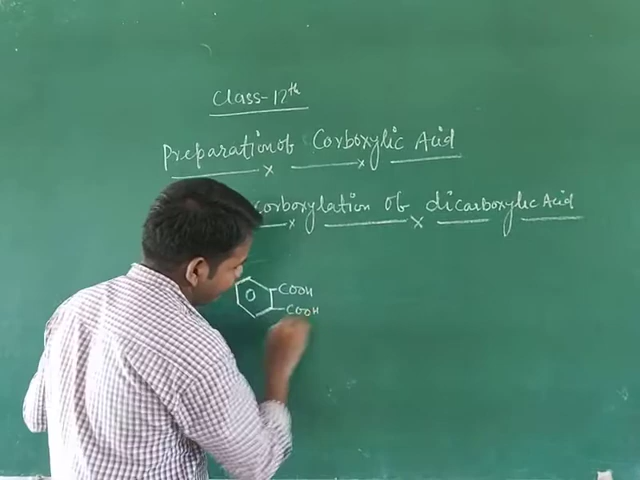 Class-12th
Preparation of Carboxylic Acid
corboxylation of dicarboxylic Acid
COOH
COOH